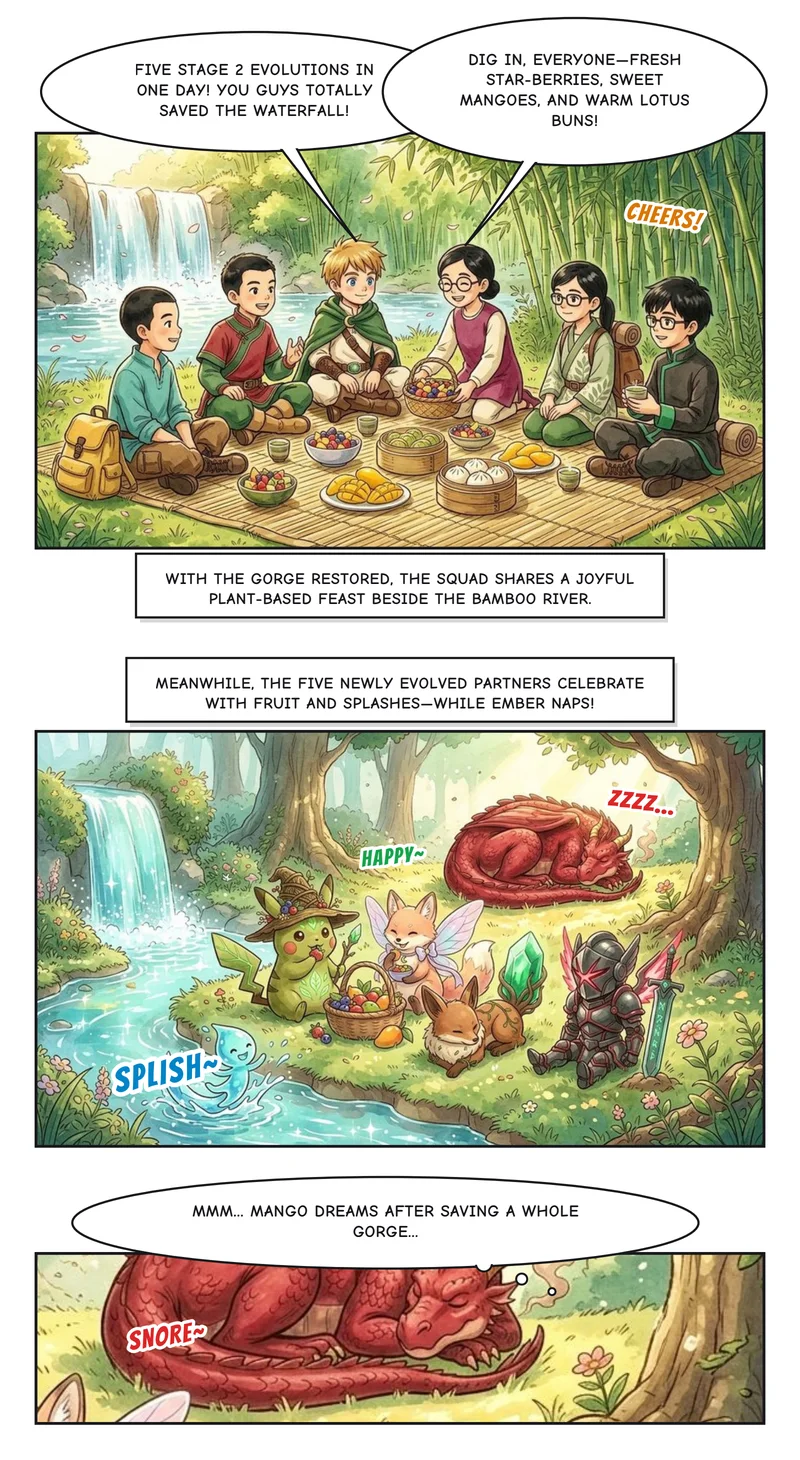 FIVE STAGE 2 EVOLUTIONS IN
ONE DAY! YOU GUYS TOTALLY
SAVED THE WATERFALL!
DIG IN, EVERYONE—FRESH
STAR-BERRIES, SWEET
MANGOES, AND WARM LOTUS
BUNS!
CHEERS!
WITH THE GORGE RESTORED, THE SQUAD SHARES A JOYFUL
PLANT-BASED FEAST BESIDE THE BAMBOO RIVER.
MEANWHILE, THE FIVE NEWLY EVOLVED PARTNERS CELEBRATE
WITH FRUIT AND SPLASHES—WHILE EMBER NAPS!
ZZZZ...
HAPPY~
SPLISH~
MMM... MANGO DREAMS AFTER SAVING A WHOLE
GORGE...
SNORE~